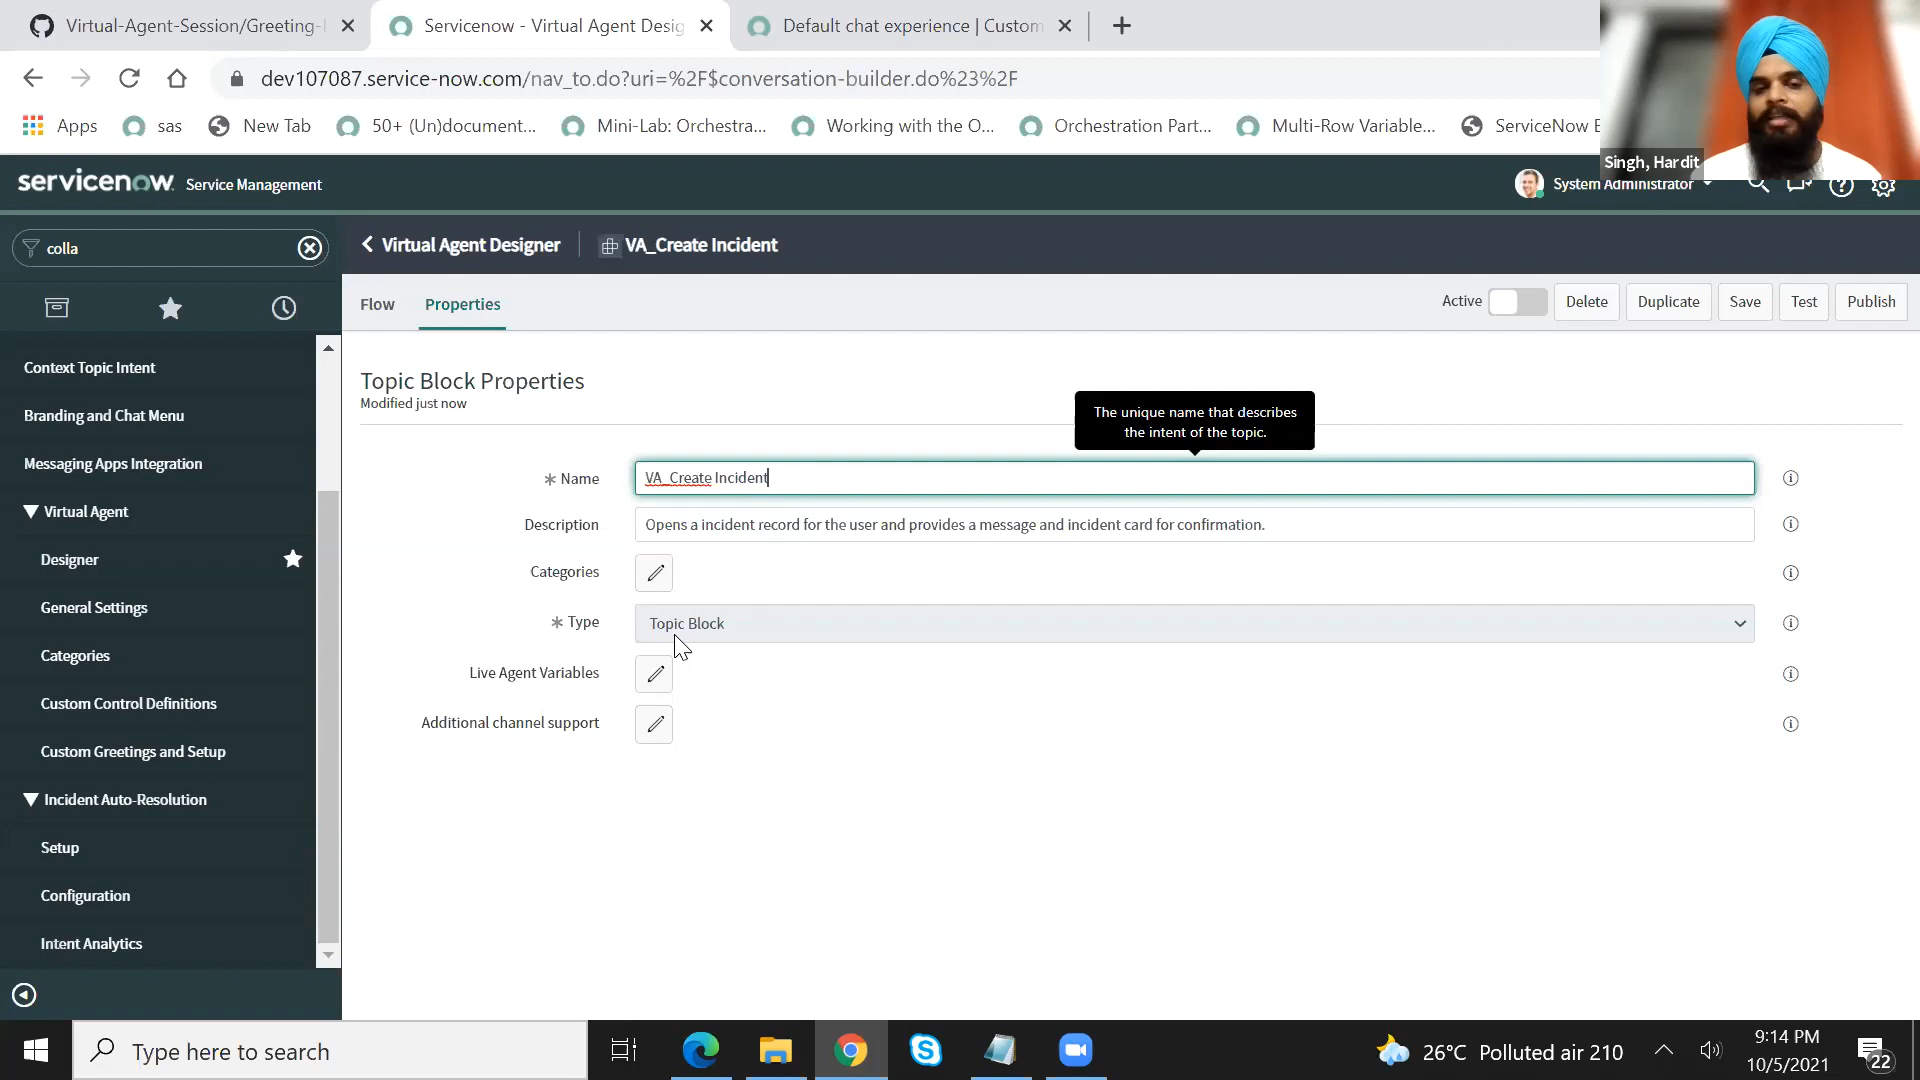 Virtual-Agent-Session/Greeting-
Servicenow - Virtual Agent Desig
Default chat experience | Custom
dev107087.service-now.com/nav_to.do?uri=%2F$conversation-builder.do%23%2F
Apps
sas
New Tab
50+ (Un)document...
Mini-Lab: Orchestra...
Working with the O...
Orchestration Part...
Multi-Row Variable...
ServiceNow
Singh, Hardit
servicenow Service Management
System Administrator
colla
Virtual Agent Designer
VA_Create Incident
Flow
Properties
Active
Delete
Duplicate
Save
Test
Publish
Context Topic Intent
Branding and Chat Menu
Messaging Apps Integration
Virtual Agent
Designer
General Settings
Categories
Custom Control Definitions
Custom Greetings and Setup
Incident Auto-Resolution
Setup
Configuration
Intent Analytics
Topic Block Properties
Modified just now
The unique name that describes
the intent of the topic.
Name
VA_Create Incident
Description
Opens a incident record for the user and provides a message and incident card for confirmation.
Categories
Type
Topic Block
Live Agent Variables
Additional channel support
Type here to search
26°C Polluted air 210
9:14 PM
10/5/2021
22